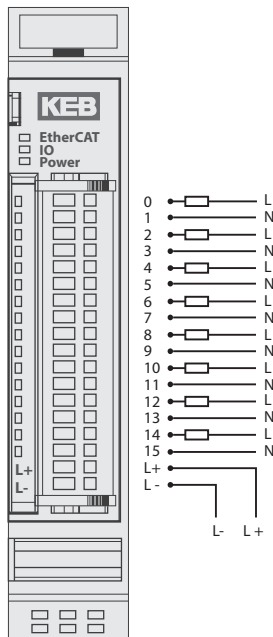 KEB
EtherCAT
IO
Power
0 L
1 N
2 L
3 N
4 L
5 N
6 L
7 N
8 L
9 N
10 L
11 N
12 L
13 N
14 L
15 N
L+ L+
L- L -
L- L +